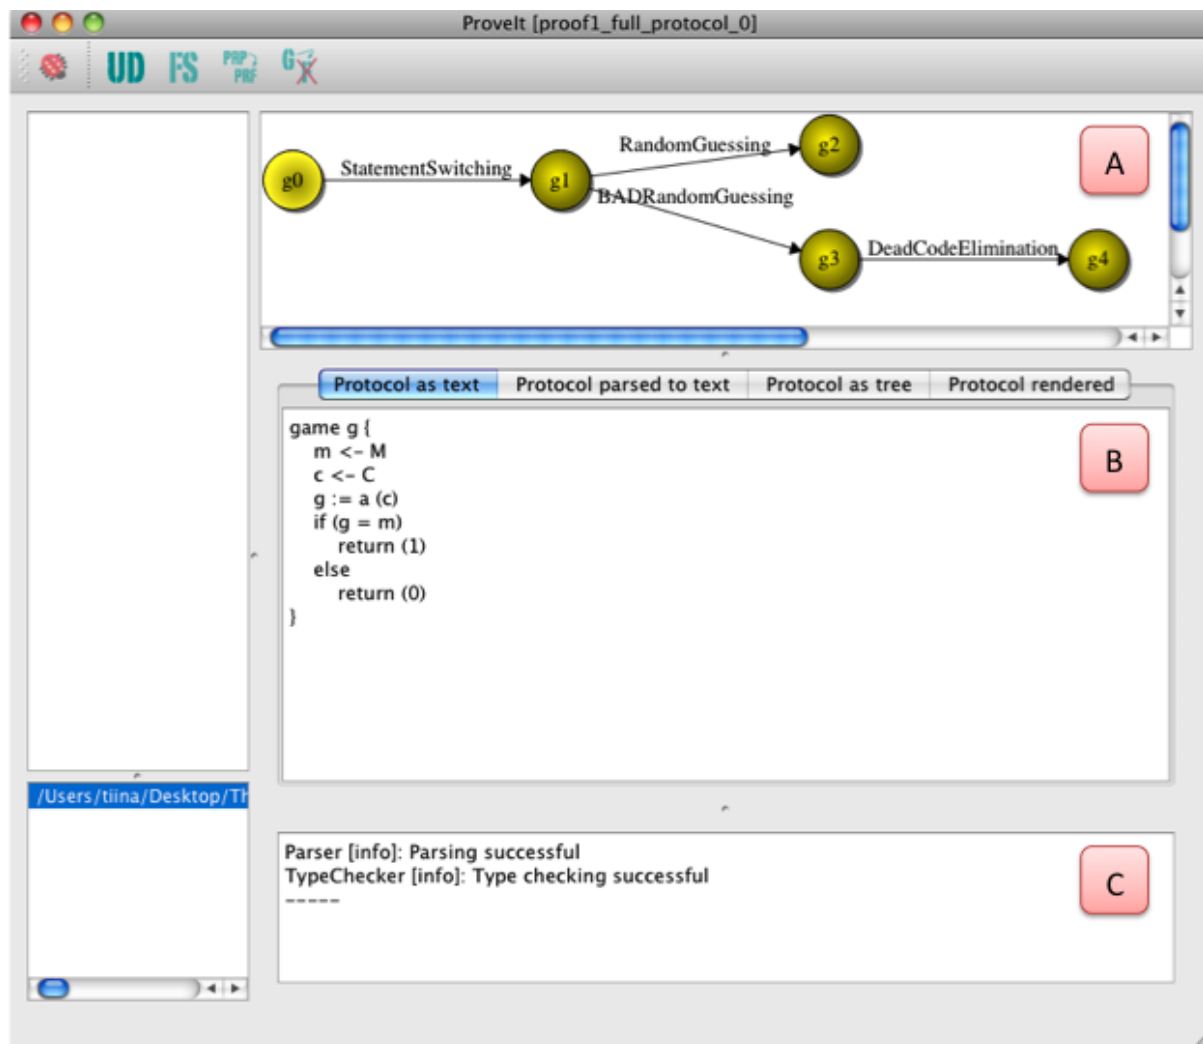 ProveIt [proof1_full_protocol_0]
UD FS PRP PRF G
g0 StatementSwitching g1 RandomGuessing g2
BADRandomGuessing
g3 DeadCodeElimination g4
A
Protocol as text Protocol parsed to text Protocol as tree Protocol rendered
game g {
m <- M
c <- C
g := a (c)
if (g = m)
return (1)
else
return (0)
}
B
/Users/tiina/Desktop/Th
Parser [info]: Parsing successful
TypeChecker [info]: Type checking successful
-----
C